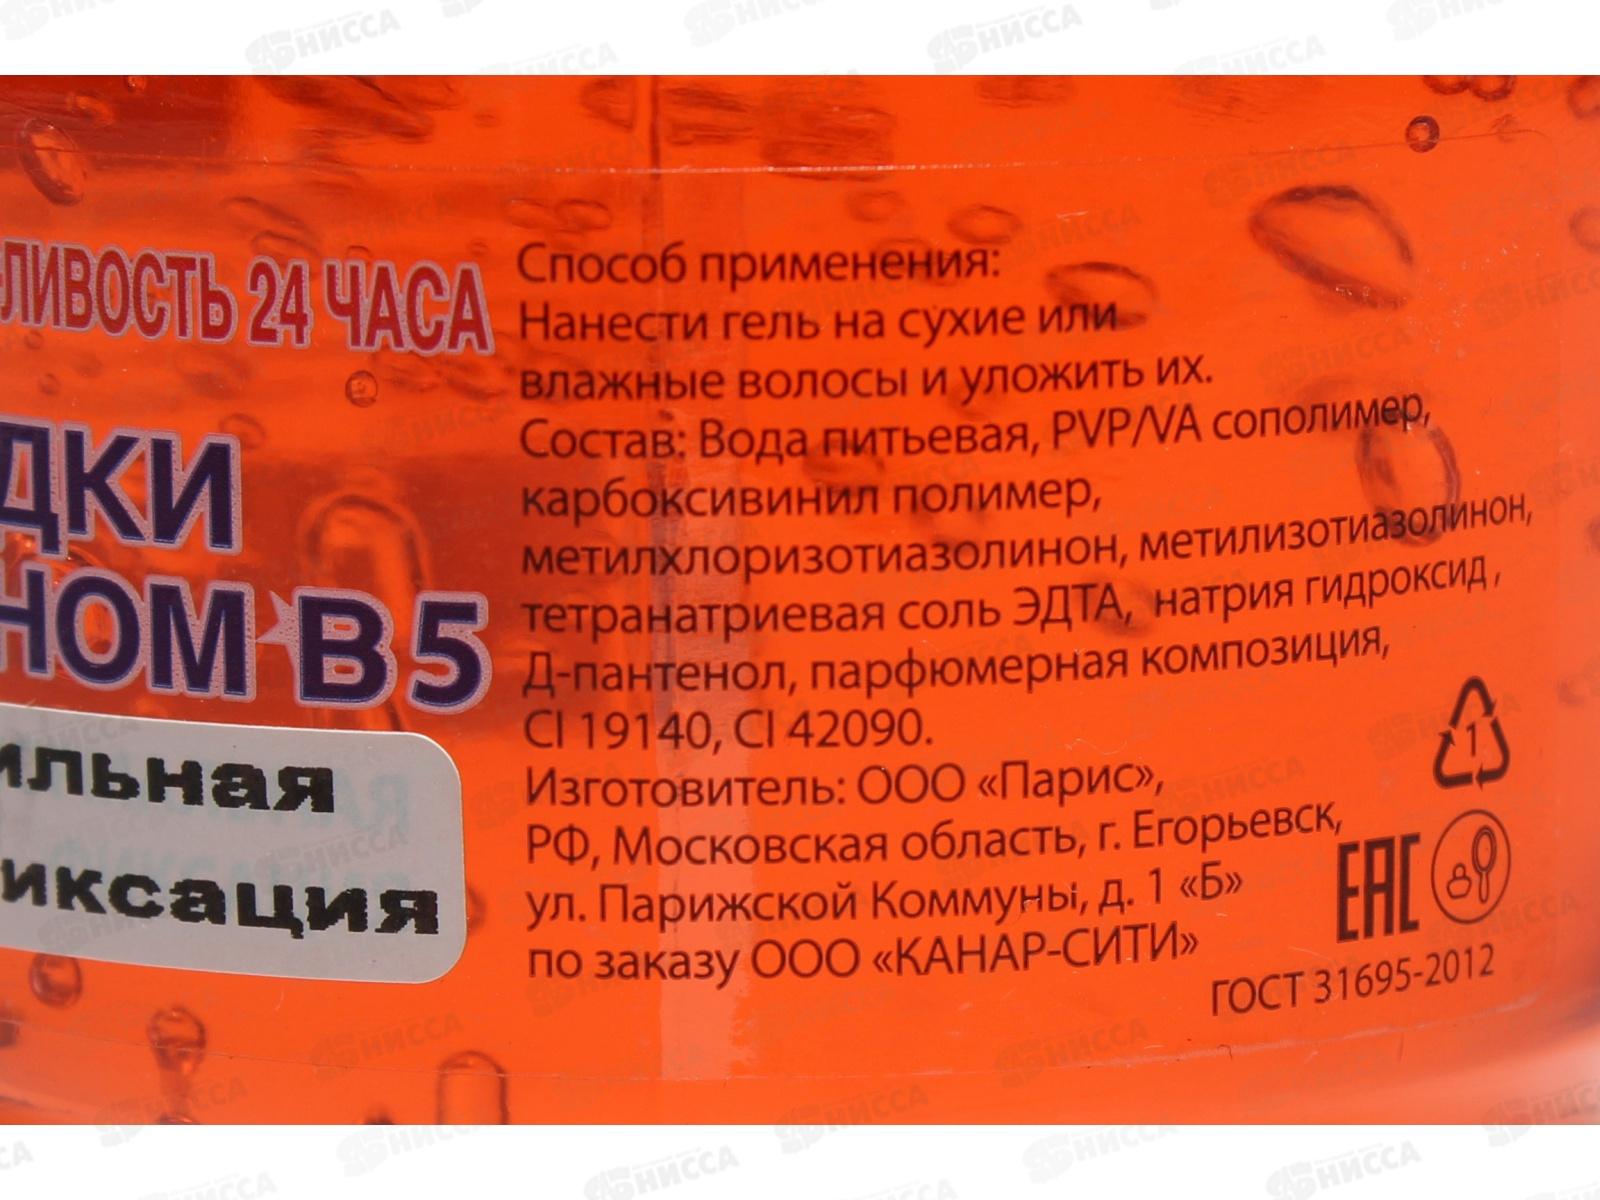 ЛИВОСТЬ 24 ЧАСА
ДКИ
НОМ В5
ильная
иксация
Способ применения:
Нанести гель на сухие или
влажные волосы и уложить их.
Состав: Вода питьевая, PVP/VA сополимер,
карбоксивинил полимер,
метилхлоризотиазолинон, метилизотиазолинон,
тетранатриевая соль ЭДТА, натрия гидроксид,
Д-пантенол, парфюмерная композиция,
CI 19140, CI 42090.
Изготовитель: ООО «Парис»,
РФ, Московская область, г. Егорьевск,
ул. Парижской Коммуны, д. 1 «Б»
по заказу ООО «КАНАР-СИТИ»
1
ЕАС
ГОСТ 31695-2012